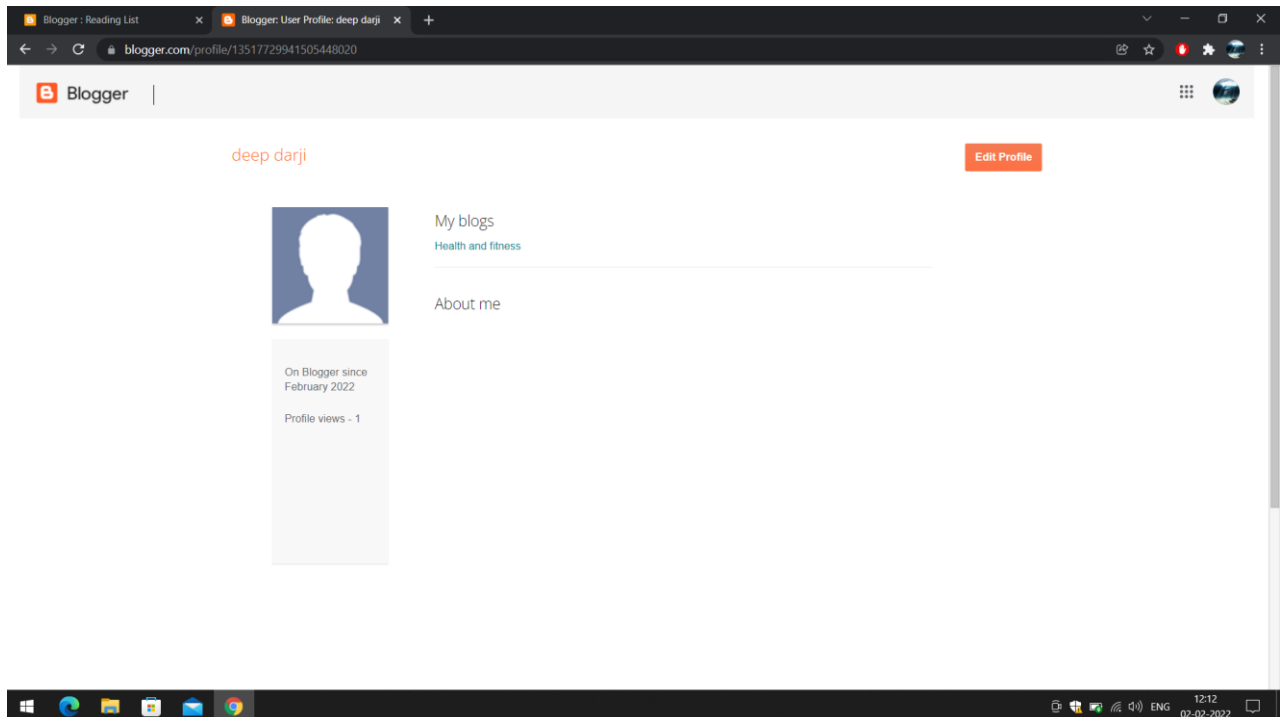 Blogger : Reading List
Blogger: User Profile: deep darji
blogger.com/profile/13517729941505448020
Blogger
deep darji
Edit Profile
My blogs
Health and fitness
About me
On Blogger since
February 2022
Profile views - 1
ENG
12:12
02-02-2022